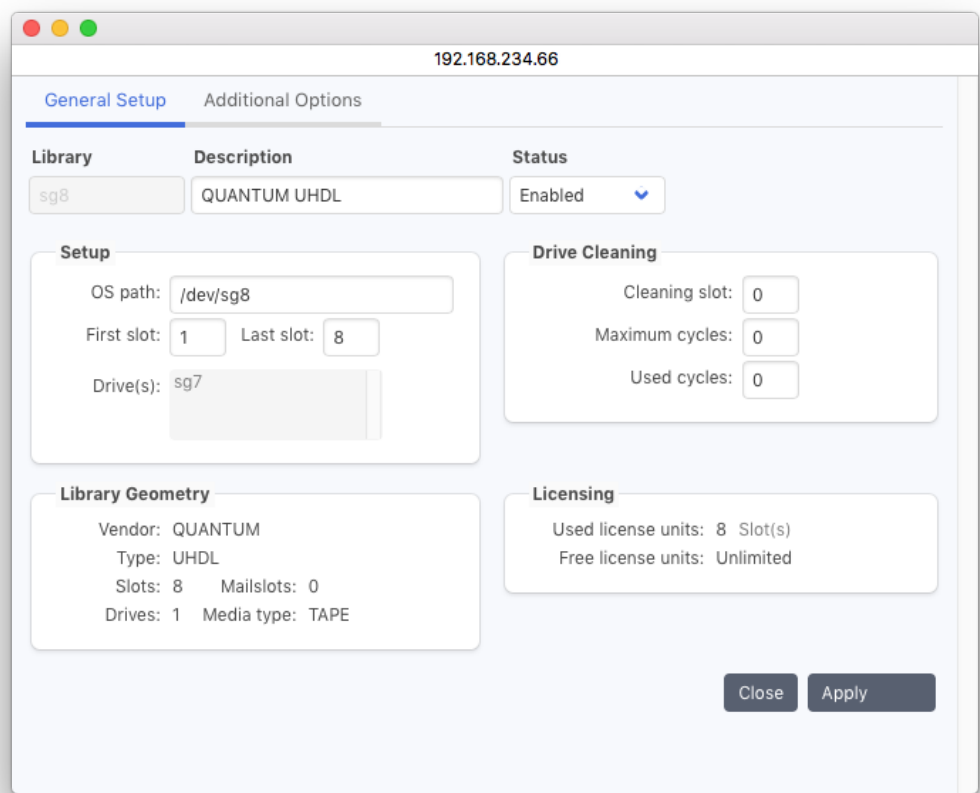 192.168.234.66
General Setup Additional Options
Library Description Status
sg8 QUANTUM UHDL Enabled
Setup
OS path: /dev/sg8
First slot: 1 Last slot: 8
Drive(s): sg7
Drive Cleaning
Cleaning slot: 0
Maximum cycles: 0
Used cycles: 0
Library Geometry
Vendor: QUANTUM
Type: UHDL
Slots: 8 Mailslots: 0
Drives: 1 Media type: TAPE
Licensing
Used license units: 8 Slot(s)
Free license units: Unlimited
Close Apply